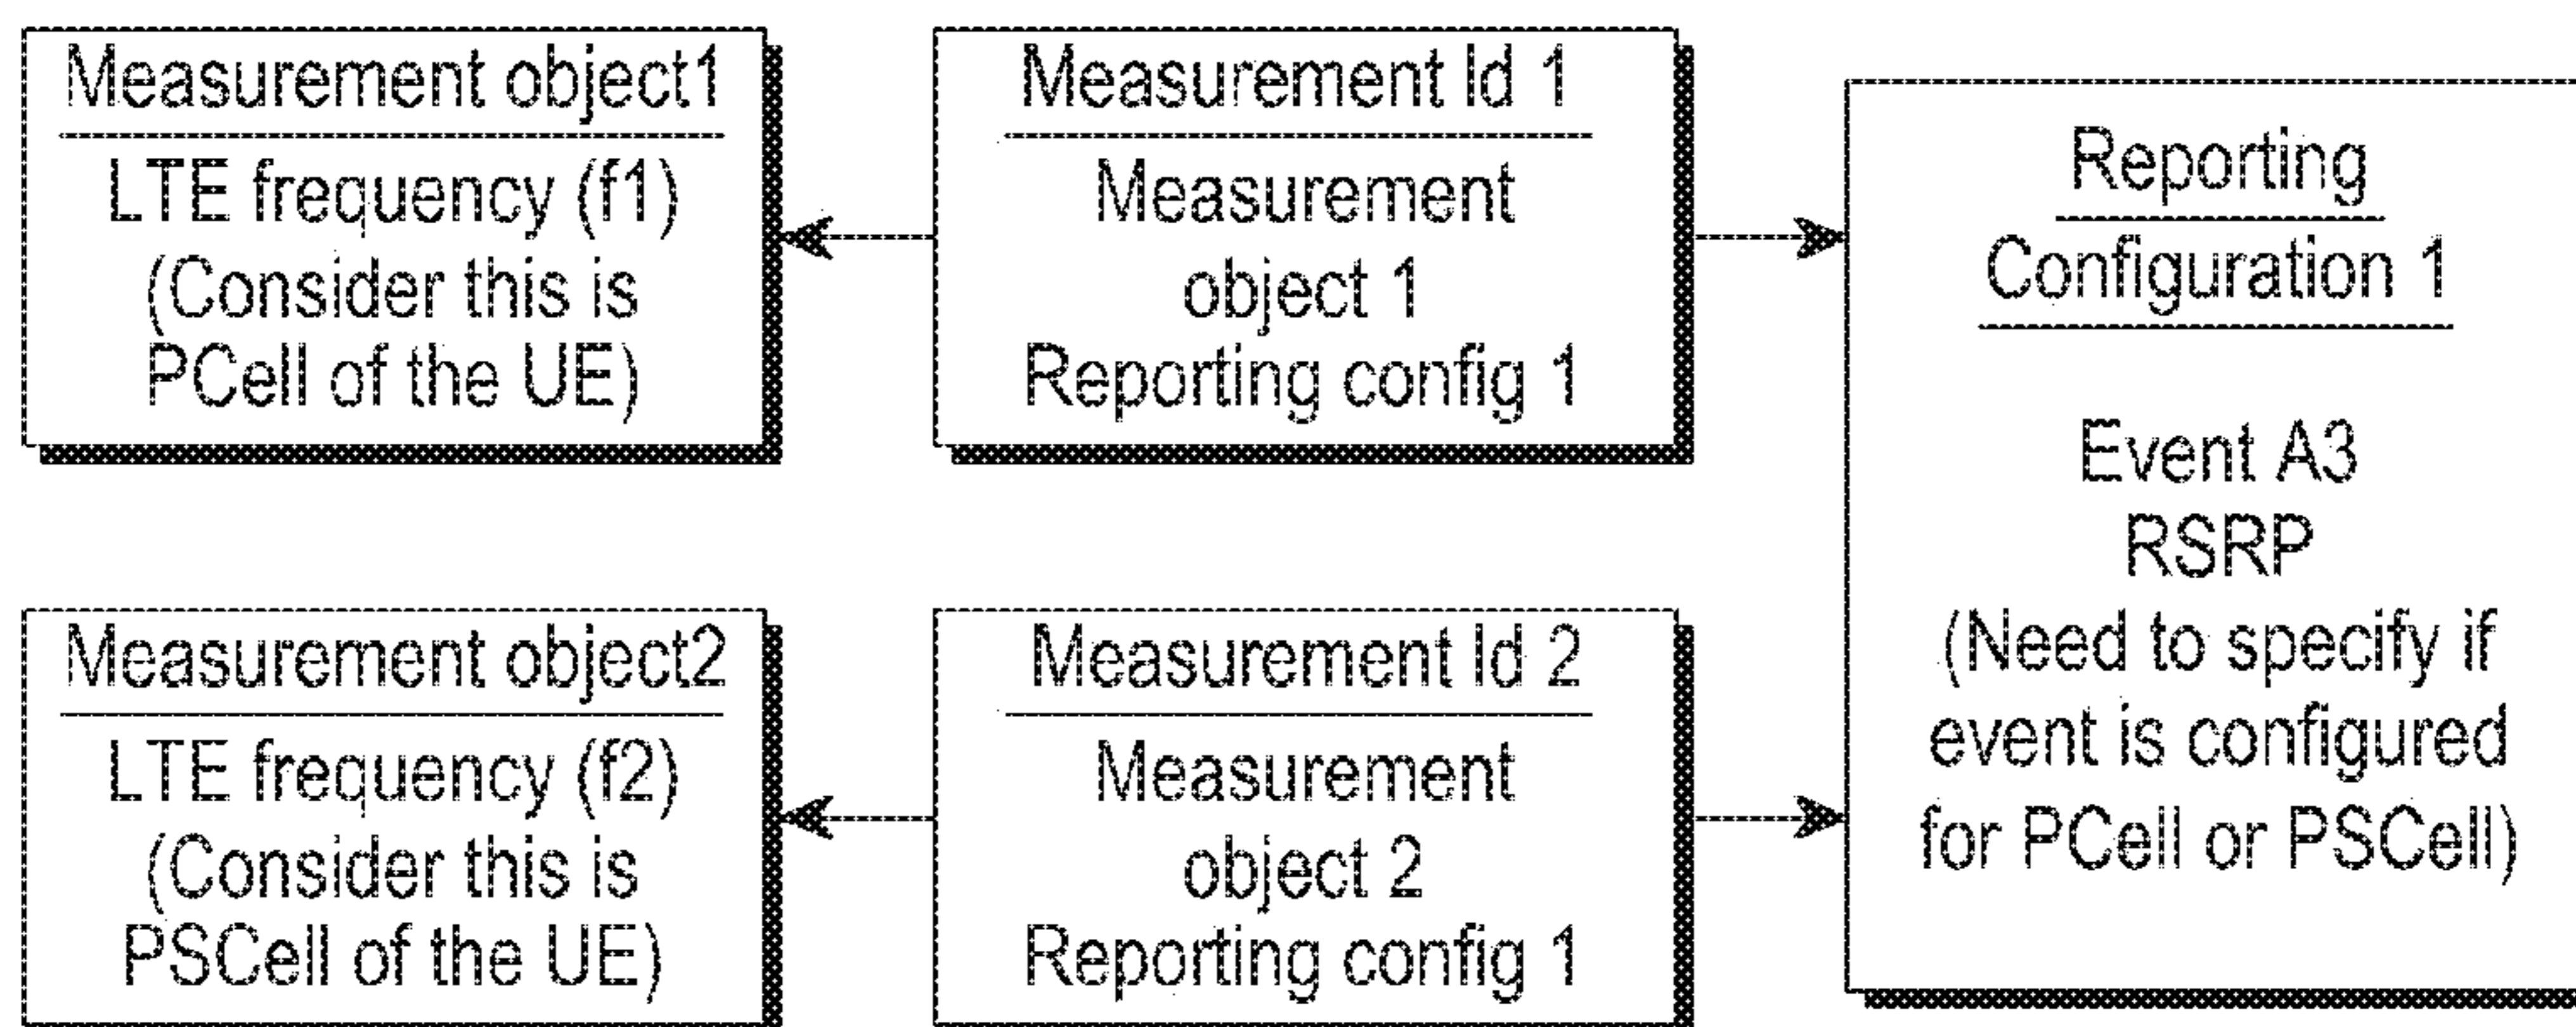 Measurement object1
LTE frequency (f1)
(Consider this is
PCell of the UE)
Measurement Id 1
Measurement
object 1
Reporting config 1
Reporting
Configuration 1
Event A3
RSRP
(Need to specify if
event is configured
for PCell or PSCell)
Measurement object2
LTE frequency (f2)
(Consider this is
PSCell of the UE)
Measurement Id 2
Measurement
object 2
Reporting config 1